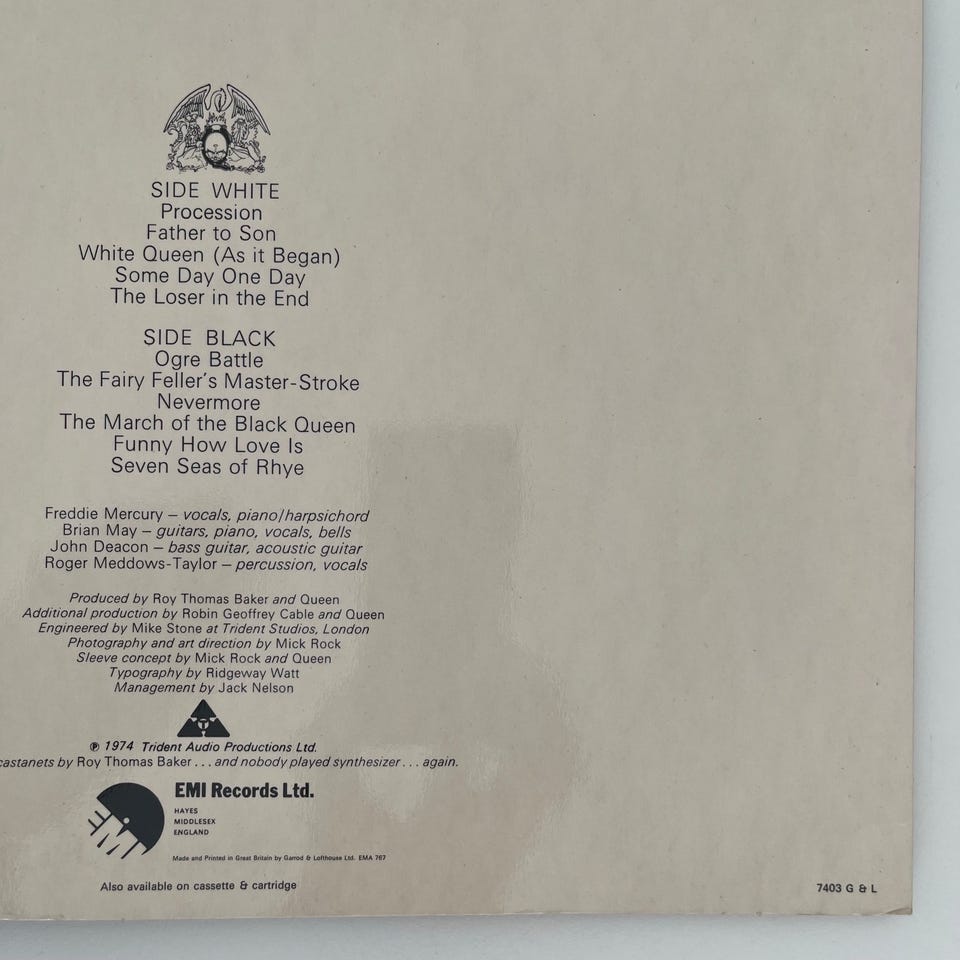 SIDE WHITE
Procession
Father to Son
White Queen (As it Began)
Some Day One Day
The Loser in the End
SIDE BLACK
Ogre Battle
The Fairy Feller's Master-Stroke
Nevermore
The March of the Black Queen
Funny How Love Is
Seven Seas of Rhye
Freddie Mercury – vocals, piano/harpsichord
Brian May – guitars, piano, vocals, bells
John Deacon – bass guitar, acoustic guitar
Roger Meddows-Taylor – percussion, vocals
Produced by Roy Thomas Baker and Queen
Additional production by Robin Geoffrey Cable and Queen
Engineered by Mike Stone at Trident Studios, London
Photography and art direction by Mick Rock
Sleeve concept by Mick Rock and Queen
Typography by Ridgeway Watt
Management by Jack Nelson
℗ 1974 Trident Audio Productions Ltd.
castanets by Roy Thomas Baker . . . and nobody played synthesizer . . . again.
EMI
EMI Records Ltd.
HAYES
MIDDLESEX
ENGLAND
Made and Printed in Great Britain by Garrod & Lofthouse Ltd. EMA 767
Also available on cassette & cartridge
7403 G & L